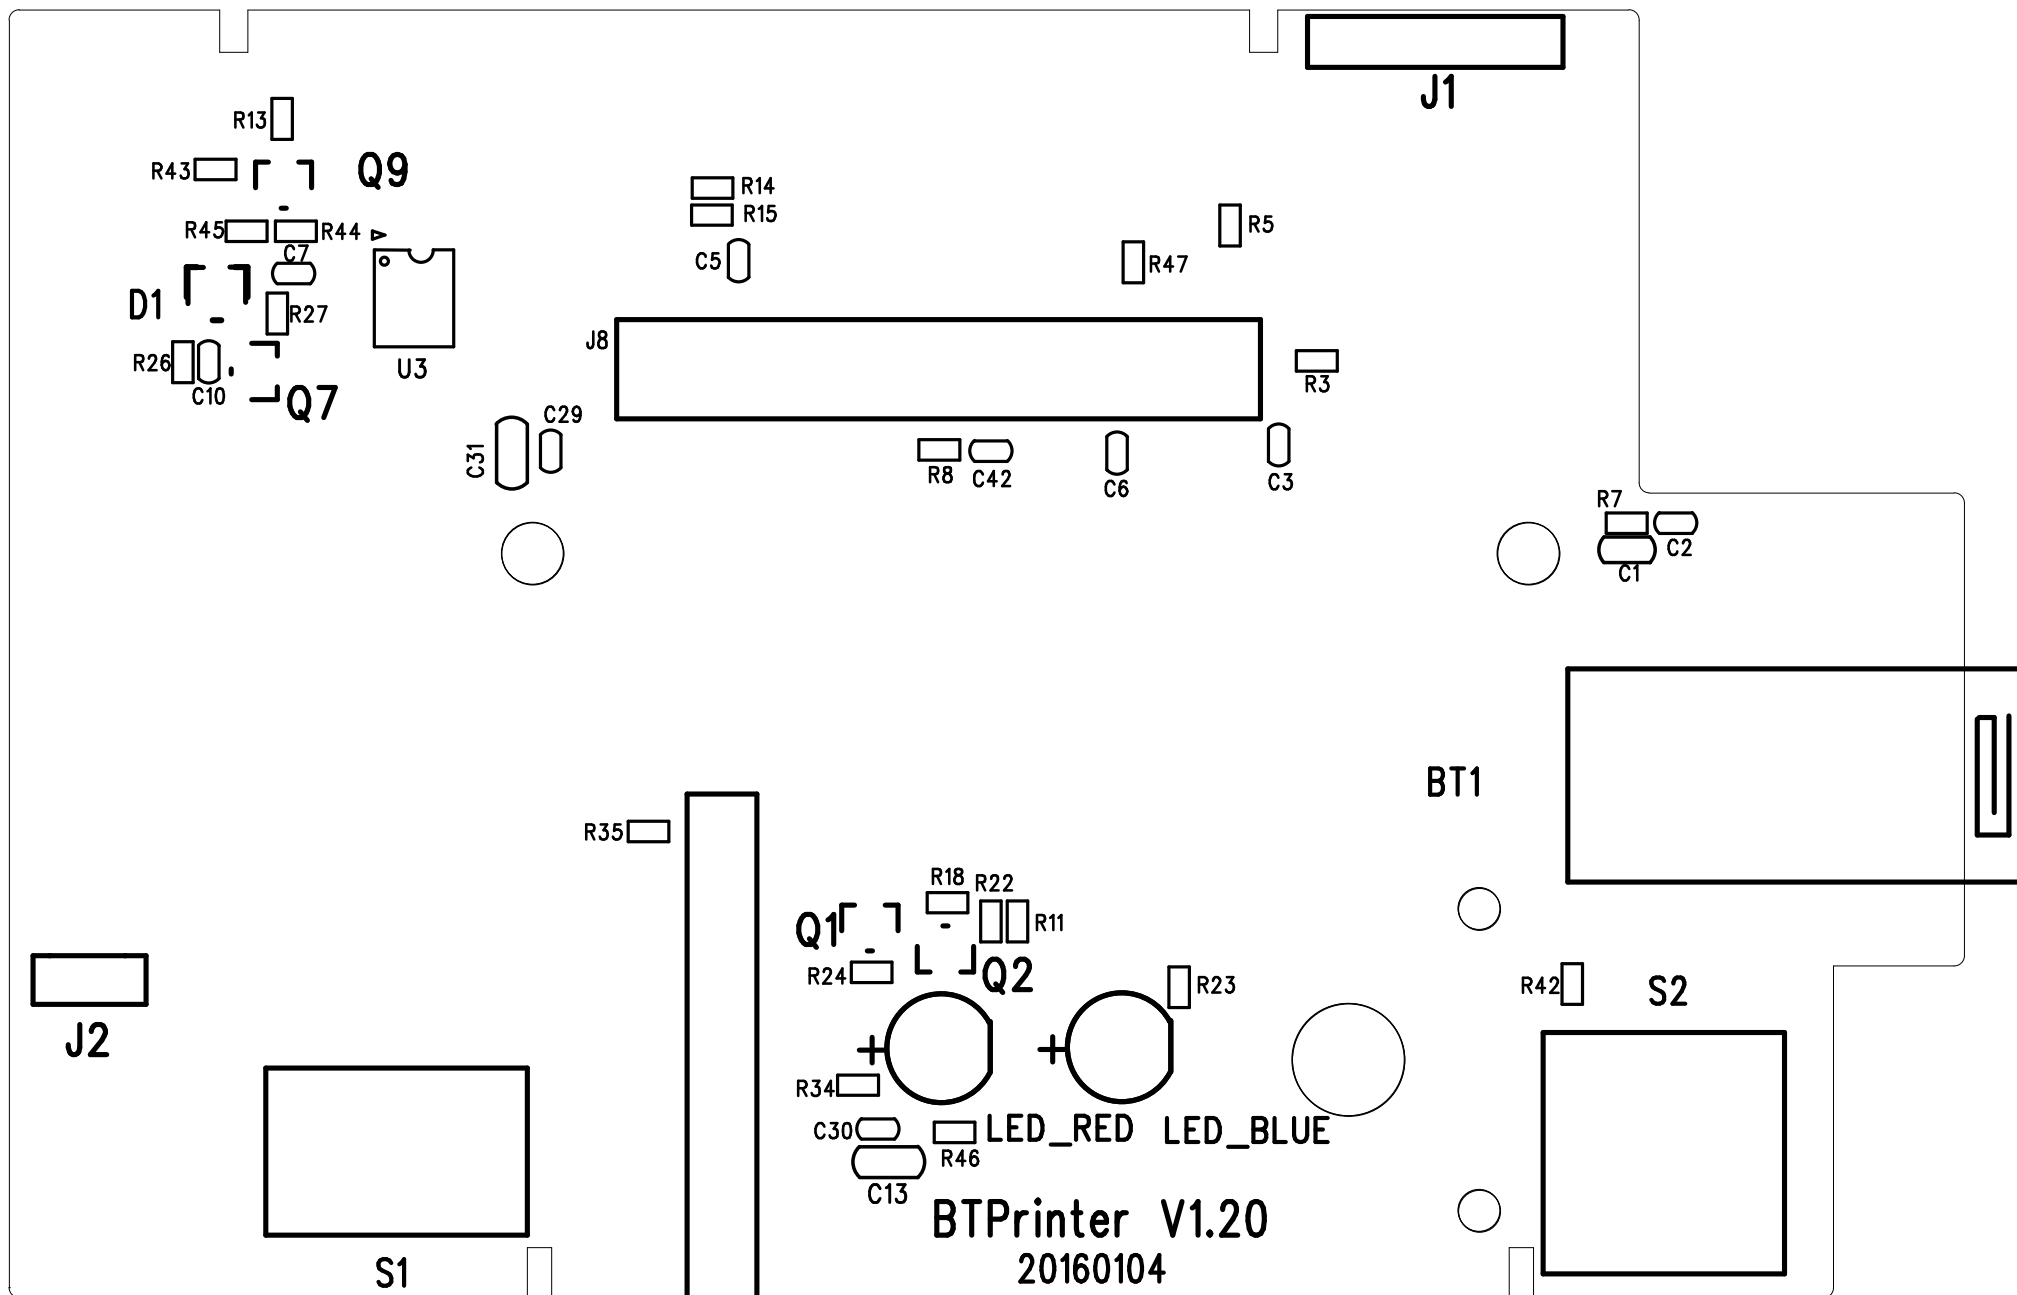 J1
R13
Q9
R43
R14
R15
R5
R45
R44
C7
C5
R47
D1
R27
J8
R26
U3
R3
C10
Q7
C29
C31
R8
C42
C6
C3
R7
C2
C1
BT1
R35
R18
R22
Q1
R11
R24
Q2
R23
R42
S2
J2
R34
C30
LED_RED
LED_BLUE
R46
C13
BTPrinter V1.20
S1
20160104